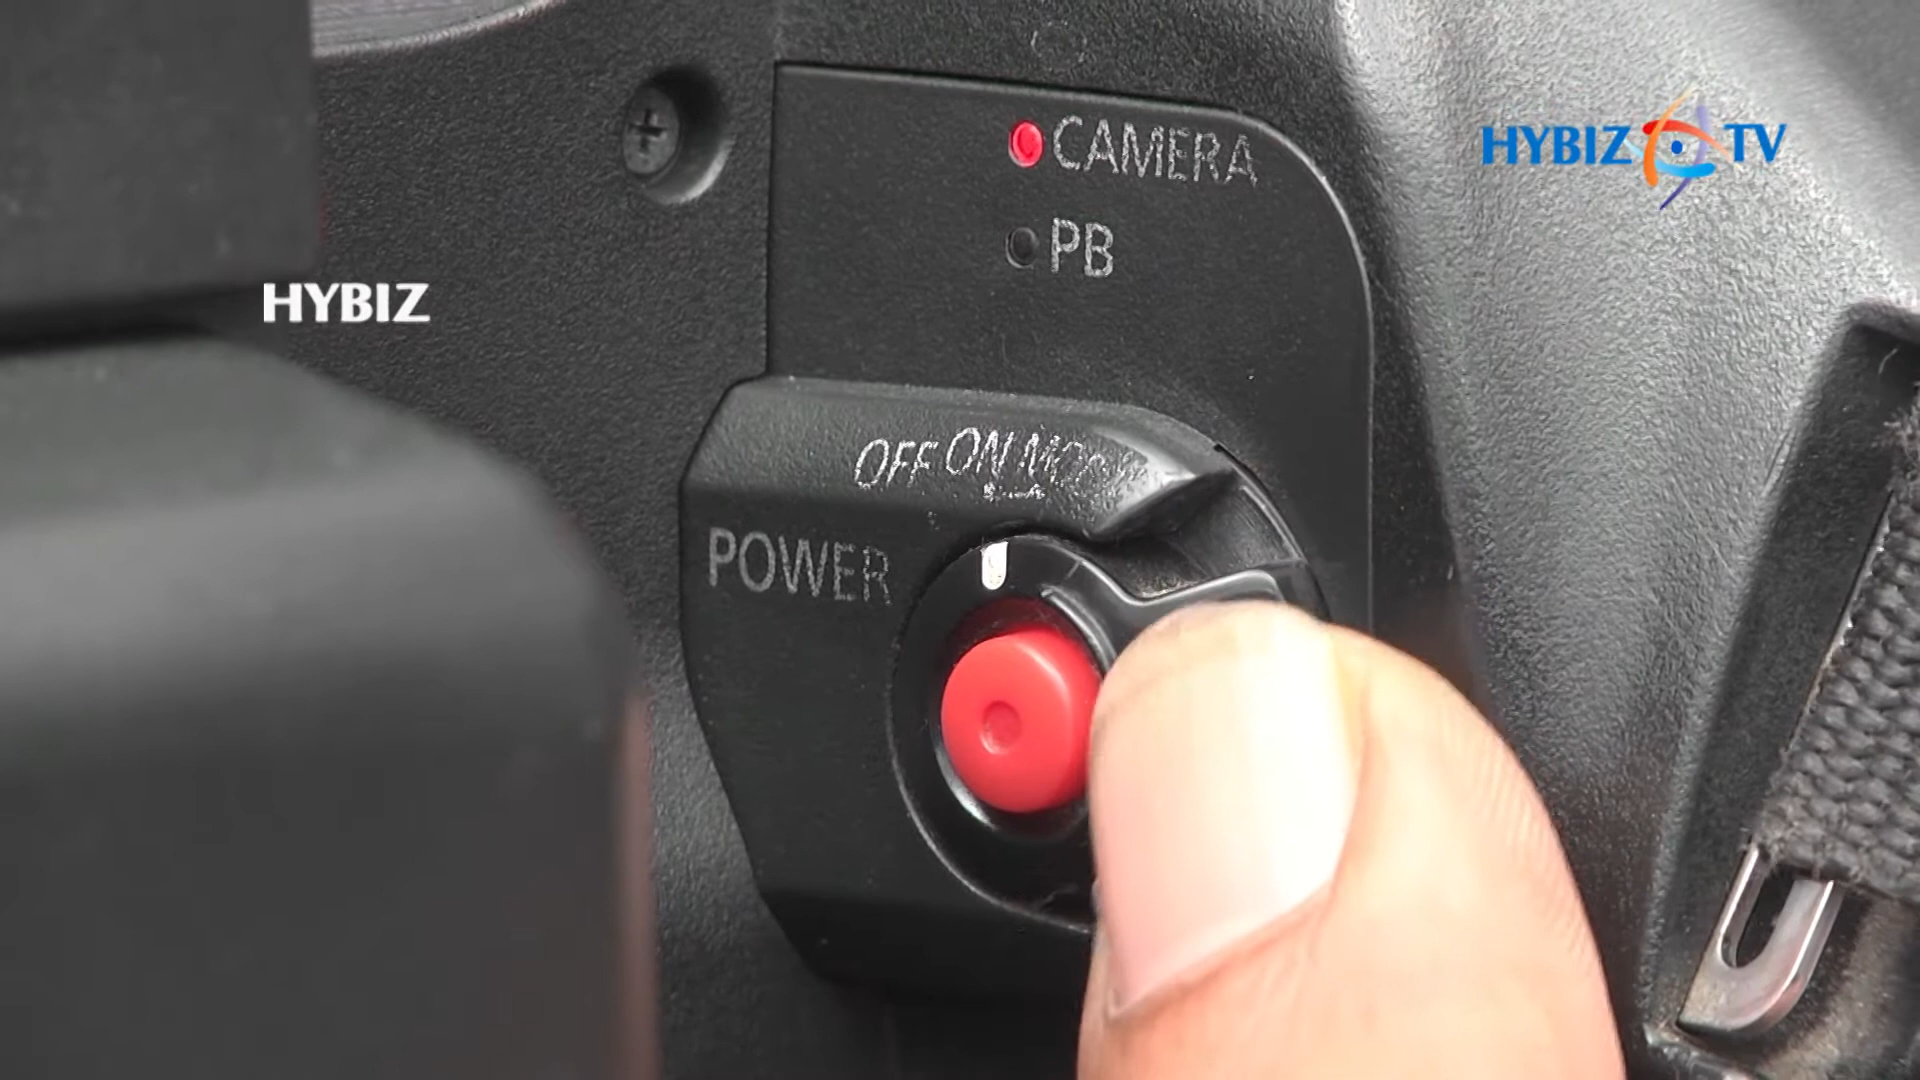 CAMERA
HYBIZ TV
PB
HYBIZ
OFF ON
POWER